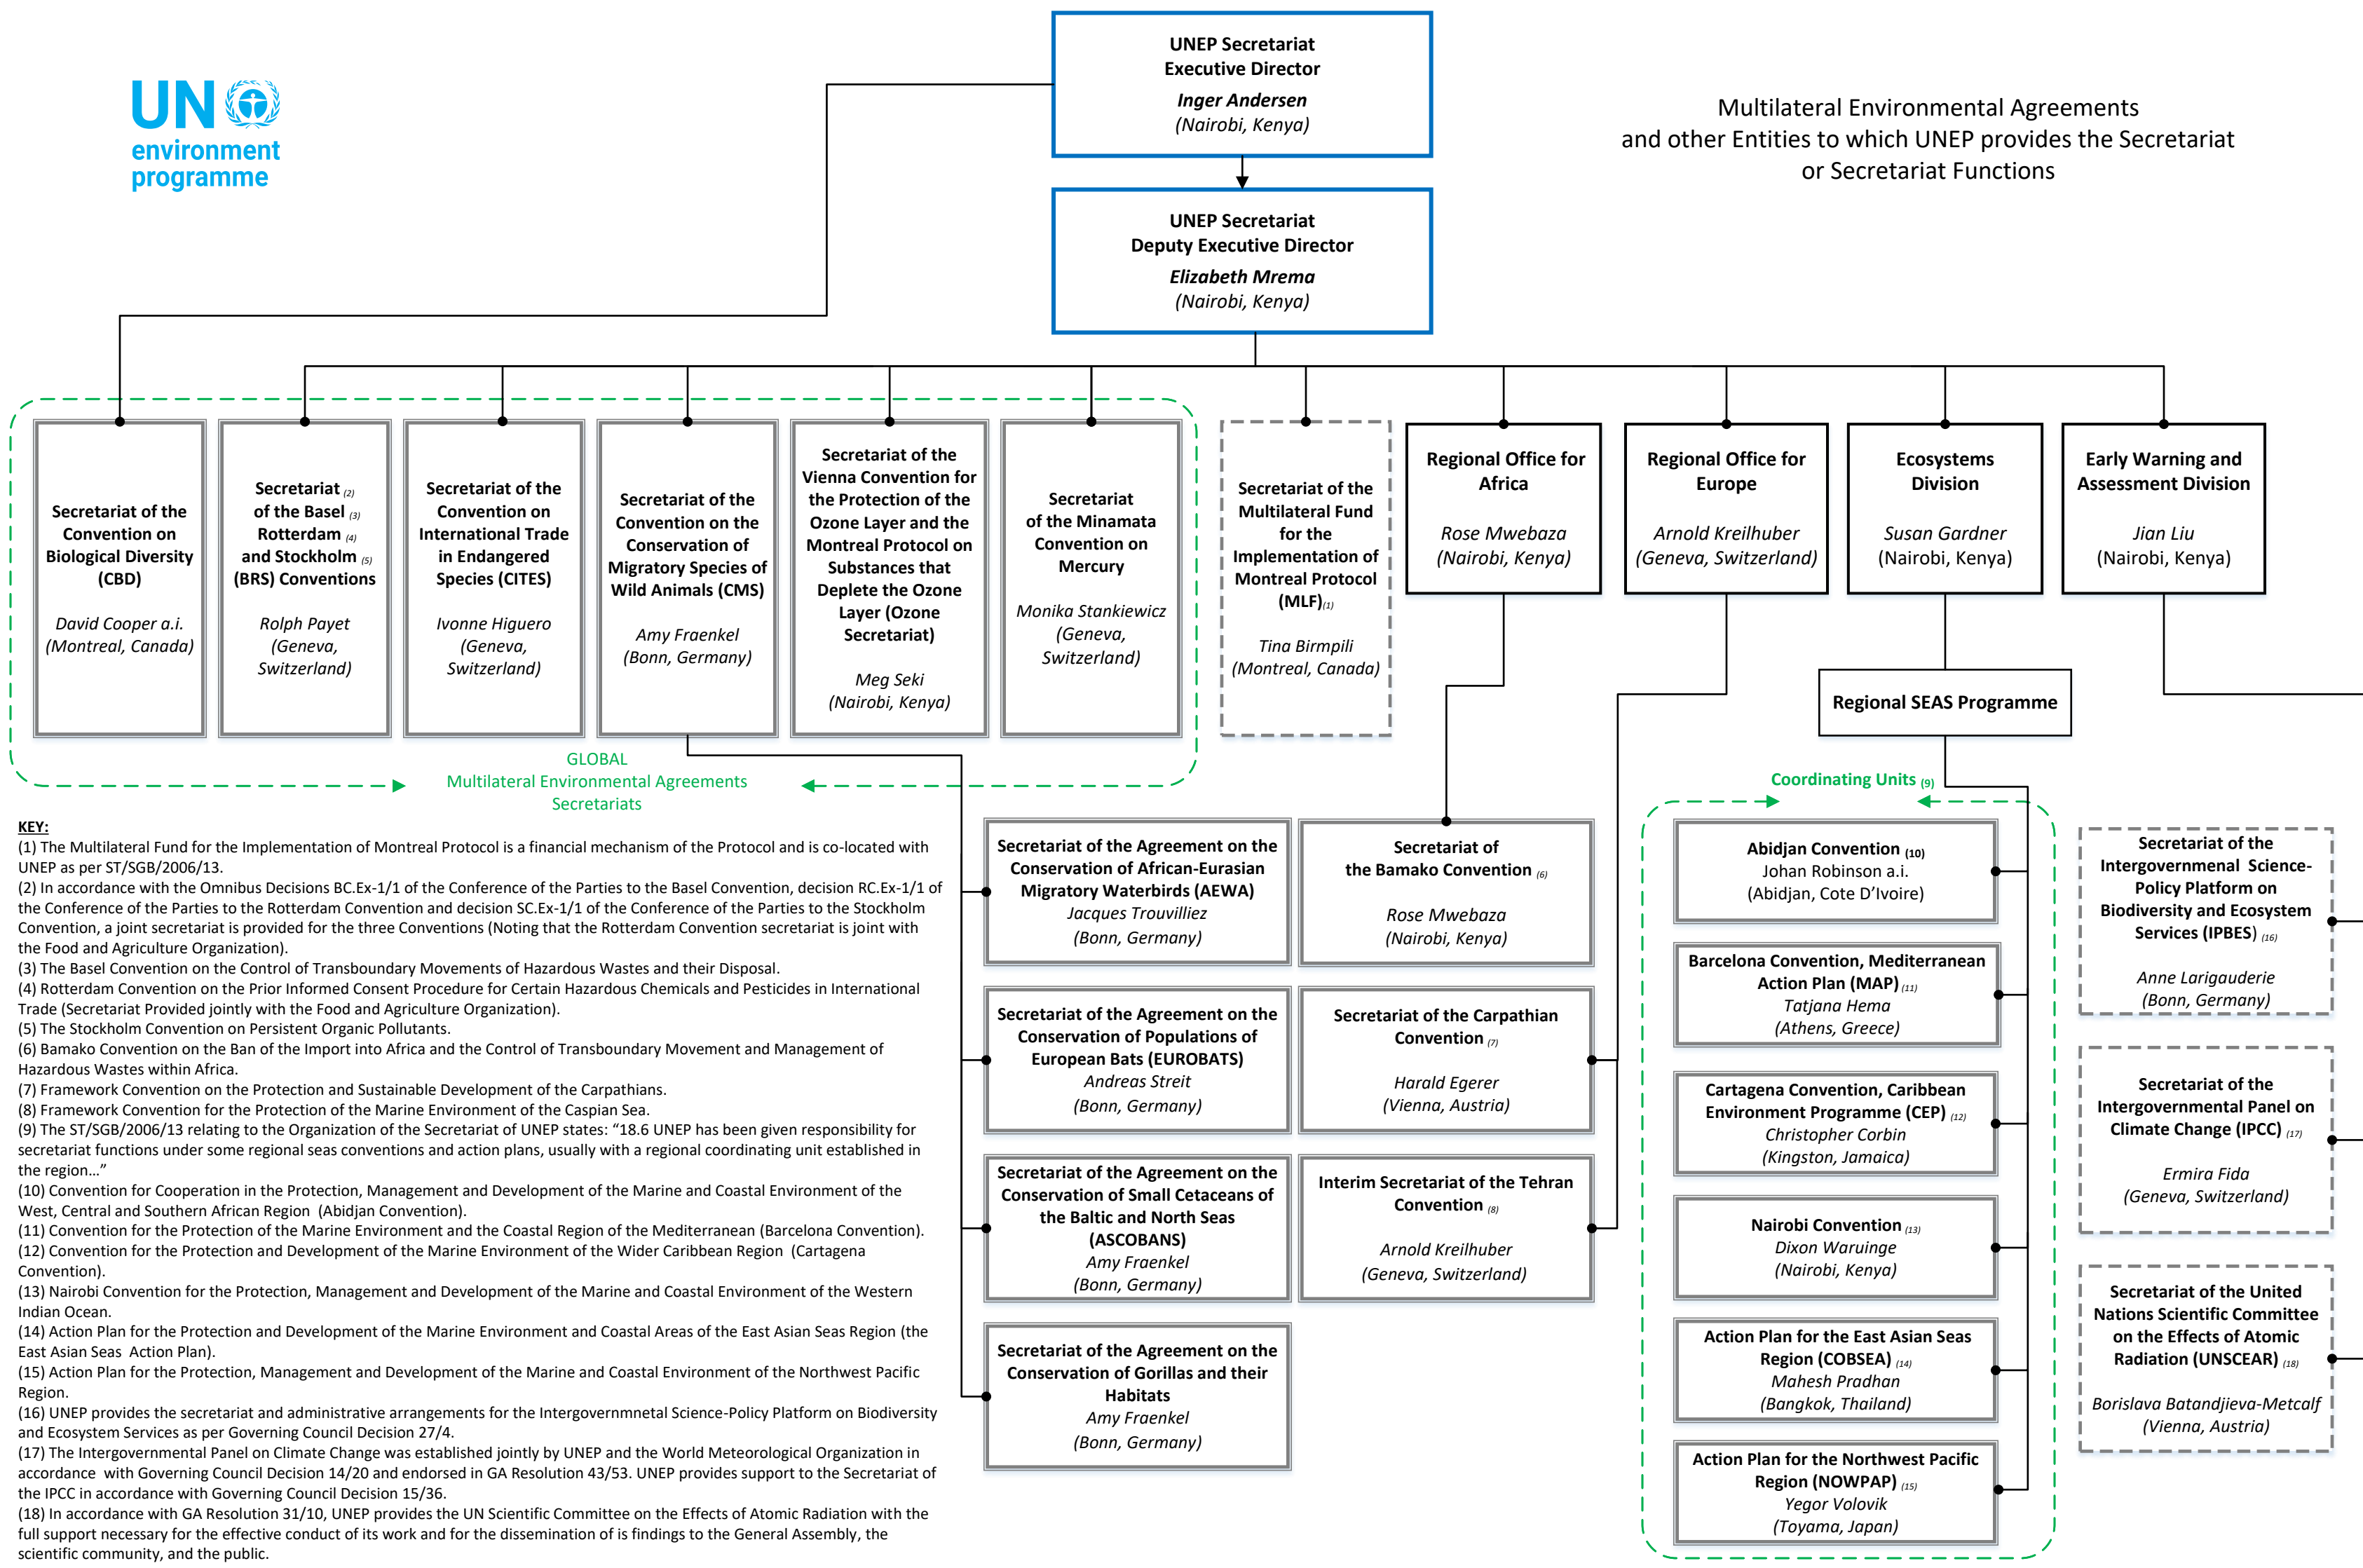 UN
environment
programme
UNEP Secretariat
Executive Director
Inger Andersen
(Nairobi, Kenya)
Multilateral Environmental Agreements
and other Entities to which UNEP provides the Secretariat
or Secretariat Functions
UNEP Secretariat
Deputy Executive Director
Elizabeth Mrema
(Nairobi, Kenya)
Secretariat of the
Convention on
Biological Diversity
(CBD)
David Cooper a.i.
(Montreal, Canada)
Secretariat (2)
of the Basel (3)
Rotterdam (4)
and Stockholm (5)
(BRS) Conventions
Rolph Payet
(Geneva,
Switzerland)
Secretariat of the
Convention on
International Trade
in Endangered
Species (CITES)
Ivonne Higuero
(Geneva,
Switzerland)
Secretariat of the
Convention on the
Conservation of
Migratory Species of
Wild Animals (CMS)
Amy Fraenkel
(Bonn, Germany)
Secretariat of the
Vienna Convention for
the Protection of the
Ozone Layer and the
Montreal Protocol on
Substances that
Deplete the Ozone
Layer (Ozone
Secretariat)
Meg Seki
(Nairobi, Kenya)
Secretariat
of the Minamata
Convention on
Mercury
Monika Stankiewicz
(Geneva,
Switzerland)
Secretariat of the
Multilateral Fund
for the
Implementation of
Montreal Protocol
(MLF)(1)
Tina Birmpili
(Montreal, Canada)
Regional Office for
Africa
Rose Mwebaza
(Nairobi, Kenya)
Regional Office for
Europe
Arnold Kreilhuber
(Geneva, Switzerland)
Ecosystems
Division
Susan Gardner
(Nairobi, Kenya)
Early Warning and
Assessment Division
Jian Liu
(Nairobi, Kenya)
Regional SEAS Programme
GLOBAL
Multilateral Environmental Agreements
Secretariats
Coordinating Units (9)
KEY:
(1) The Multilateral Fund for the Implementation of Montreal Protocol is a financial mechanism of the Protocol and is co-located with
UNEP as per ST/SGB/2006/13.
(2) In accordance with the Omnibus Decisions BC.Ex-1/1 of the Conference of the Parties to the Basel Convention, decision RC.Ex-1/1 of
the Conference of the Parties to the Rotterdam Convention and decision SC.Ex-1/1 of the Conference of the Parties to the Stockholm
Convention, a joint secretariat is provided for the three Conventions (Noting that the Rotterdam Convention secretariat is joint with
the Food and Agriculture Organization).
(3) The Basel Convention on the Control of Transboundary Movements of Hazardous Wastes and their Disposal.
(4) Rotterdam Convention on the Prior Informed Consent Procedure for Certain Hazardous Chemicals and Pesticides in International
Trade (Secretariat Provided jointly with the Food and Agriculture Organization).
(5) The Stockholm Convention on Persistent Organic Pollutants.
(6) Bamako Convention on the Ban of the Import into Africa and the Control of Transboundary Movement and Management of
Hazardous Wastes within Africa.
(7) Framework Convention on the Protection and Sustainable Development of the Carpathians.
(8) Framework Convention for the Protection of the Marine Environment of the Caspian Sea.
(9) The ST/SGB/2006/13 relating to the Organization of the Secretariat of UNEP states: “18.6 UNEP has been given responsibility for
secretariat functions under some regional seas conventions and action plans, usually with a regional coordinating unit established in
the region…”
(10) Convention for Cooperation in the Protection, Management and Development of the Marine and Coastal Environment of the
West, Central and Southern African Region (Abidjan Convention).
(11) Convention for the Protection of the Marine Environment and the Coastal Region of the Mediterranean (Barcelona Convention).
(12) Convention for the Protection and Development of the Marine Environment of the Wider Caribbean Region (Cartagena
Convention).
(13) Nairobi Convention for the Protection, Management and Development of the Marine and Coastal Environment of the Western
Indian Ocean.
(14) Action Plan for the Protection and Development of the Marine Environment and Coastal Areas of the East Asian Seas Region (the
East Asian Seas Action Plan).
(15) Action Plan for the Protection, Management and Development of the Marine and Coastal Environment of the Northwest Pacific
Region.
(16) UNEP provides the secretariat and administrative arrangements for the Intergovernmnetal Science-Policy Platform on Biodiversity
and Ecosystem Services as per Governing Council Decision 27/4.
(17) The Intergovernmental Panel on Climate Change was established jointly by UNEP and the World Meteorological Organization in
accordance with Governing Council Decision 14/20 and endorsed in GA Resolution 43/53. UNEP provides support to the Secretariat of
the IPCC in accordance with Governing Council Decision 15/36.
(18) In accordance with GA Resolution 31/10, UNEP provides the UN Scientific Committee on the Effects of Atomic Radiation with the
full support necessary for the effective conduct of its work and for the dissemination of is findings to the General Assembly, the
scientific community, and the public.
Secretariat of the Agreement on the
Conservation of African-Eurasian
Migratory Waterbirds (AEWA)
Jacques Trouvilliez
(Bonn, Germany)
Secretariat of the Agreement on the
Conservation of Populations of
European Bats (EUROBATS)
Andreas Streit
(Bonn, Germany)
Secretariat of the Agreement on the
Conservation of Small Cetaceans of
the Baltic and North Seas
(ASCOBANS)
Amy Fraenkel
(Bonn, Germany)
Secretariat of the Agreement on the
Conservation of Gorillas and their
Habitats
Amy Fraenkel
(Bonn, Germany)
Secretariat of
the Bamako Convention (6)
Rose Mwebaza
(Nairobi, Kenya)
Secretariat of the Carpathian
Convention (7)
Harald Egerer
(Vienna, Austria)
Interim Secretariat of the Tehran
Convention (8)
Arnold Kreilhuber
(Geneva, Switzerland)
Abidjan Convention (10)
Johan Robinson a.i.
(Abidjan, Cote D’Ivoire)
Barcelona Convention, Mediterranean
Action Plan (MAP) (11)
Tatjana Hema
(Athens, Greece)
Cartagena Convention, Caribbean
Environment Programme (CEP) (12)
Christopher Corbin
(Kingston, Jamaica)
Nairobi Convention (13)
Dixon Waruinge
(Nairobi, Kenya)
Action Plan for the East Asian Seas
Region (COBSEA) (14)
Mahesh Pradhan
(Bangkok, Thailand)
Action Plan for the Northwest Pacific
Region (NOWPAP) (15)
Yegor Volovik
(Toyama, Japan)
Secretariat of the
Intergovernmenal Science-
Policy Platform on
Biodiversity and Ecosystem
Services (IPBES) (16)
Anne Larigauderie
(Bonn, Germany)
Secretariat of the
Intergovernmental Panel on
Climate Change (IPCC) (17)
Ermira Fida
(Geneva, Switzerland)
Secretariat of the United
Nations Scientific Committee
on the Effects of Atomic
Radiation (UNSCEAR) (18)
Borislava Batandjieva-Metcalf
(Vienna, Austria)